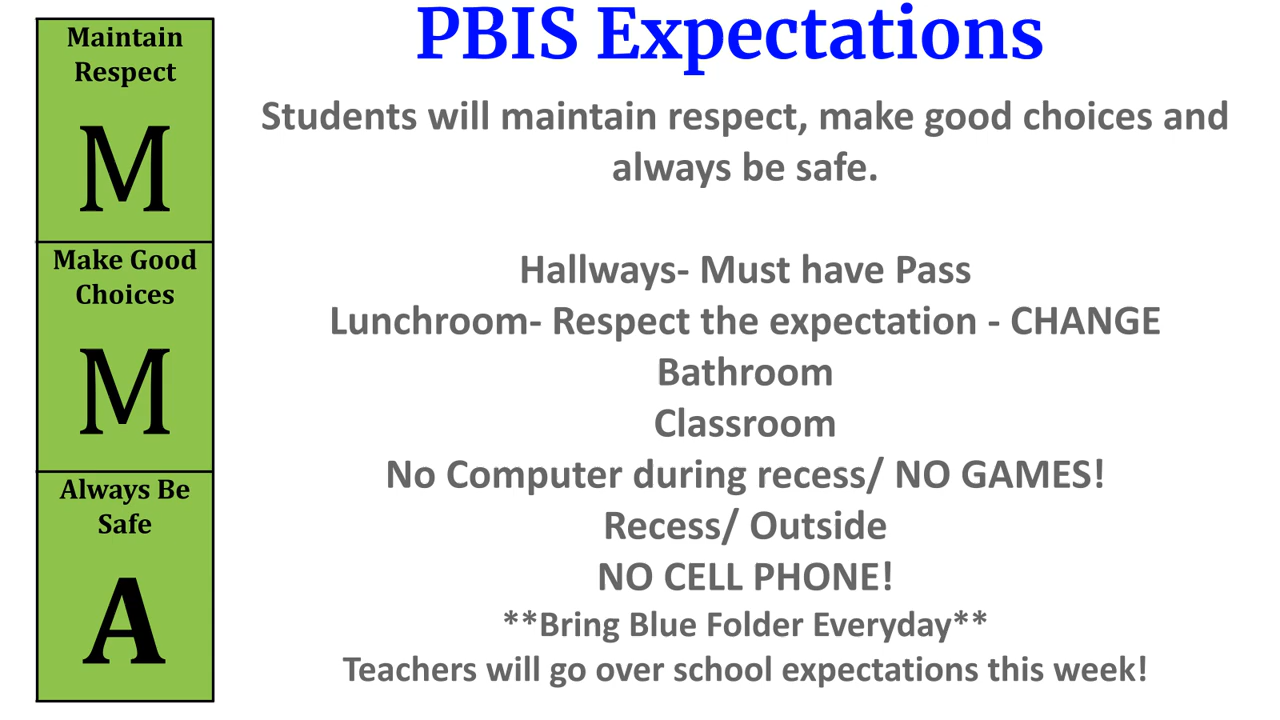 Maintain
Respect
M
Make Good
Choices
M
Always Be
Safe
A
PBIS Expectations
Students will maintain respect, make good choices and
always be safe.
Hallways- Must have Pass
Lunchroom- Respect the expectation - CHANGE
Bathroom
Classroom
No Computer during recess/ NO GAMES!
Recess/ Outside
NO CELL PHONE!
**Bring Blue Folder Everyday**
Teachers will go over school expectations this week!